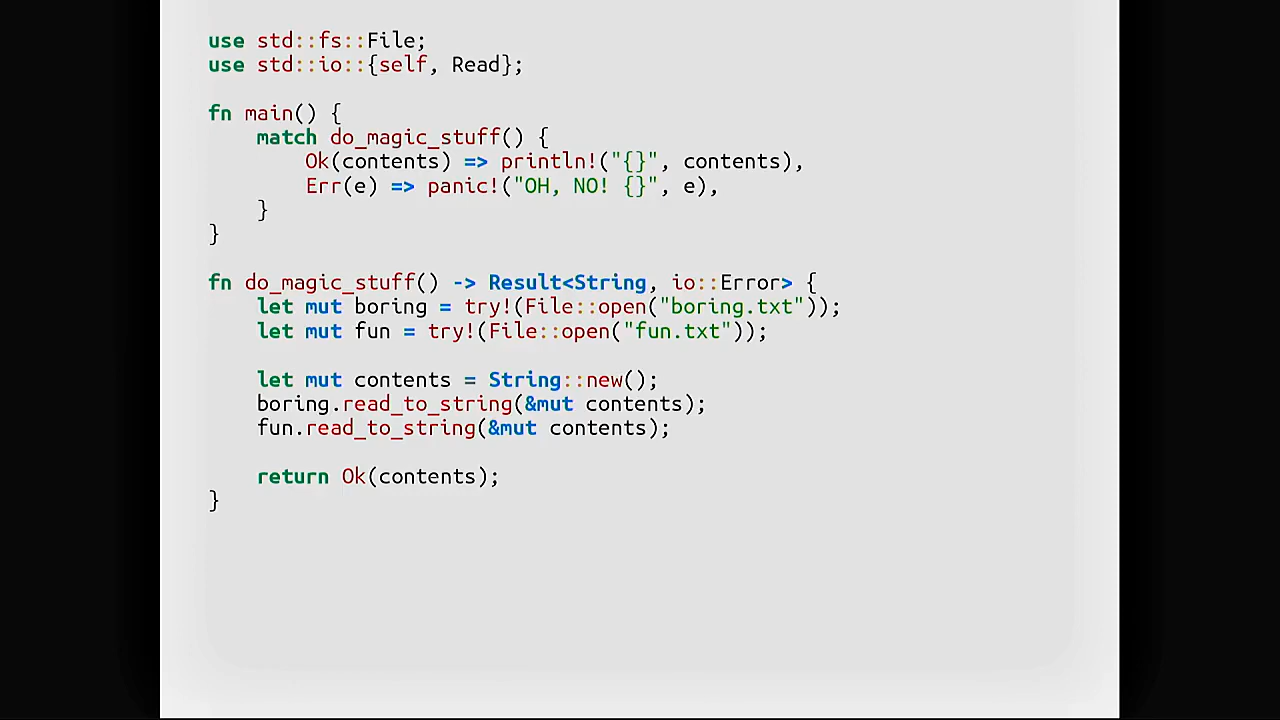 use std::fs::File;
use std::io::{self, Read};

fn main() {
    match do_magic_stuff() {
        Ok(contents) => println!("{}", contents),
        Err(e) => panic!("OH, NO! {}", e),
    }
}

fn do_magic_stuff() -> Result<String, io::Error> {
    let mut boring = try!(File::open("boring.txt"));
    let mut fun = try!(File::open("fun.txt"));

    let mut contents = String::new();
    boring.read_to_string(&mut contents);
    fun.read_to_string(&mut contents);

    return Ok(contents);
}